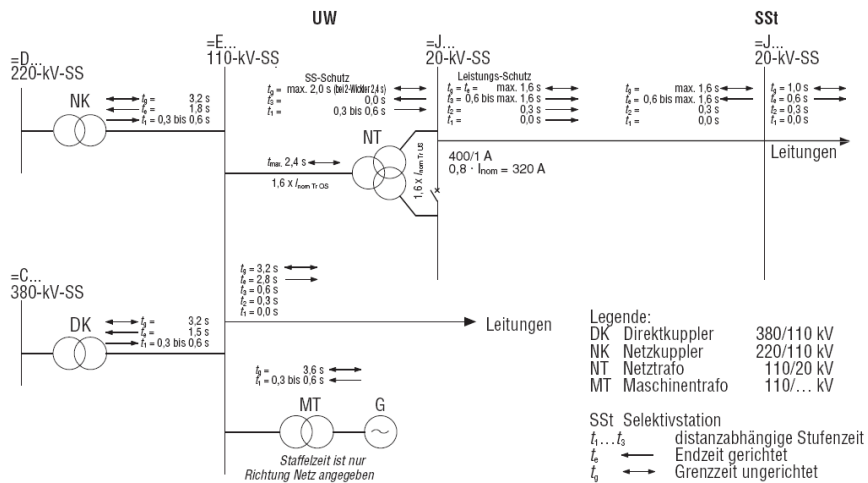 UW
SSt
=D...
220-kV-SS
=E...
110-kV-SS
=J...
20-kV-SS
=J...
20-kV-SS
NK
t_g = 3,2 s
t_e = 1,8 s
t_1 = 0,3 bis 0,6 s
SS-Schutz
t_g = max. 2,0 s (bei 2-Wickler 2,4 s)
t_3 = 0,0 s
t_1 = 0,3 bis 0,6 s
Leistungs-Schutz
t_g = t_e = max. 1,6 s
t_3 = 0,6 bis max. 1,6 s
t_2 = 0,3 s
t_1 = 0,0 s
t_g = max. 1,6 s
t_e = 0,6 bis max. 1,6 s
t_2 = 0,3 s
t_1 = 0,0 s
t_g = 1,0 s
t_e = 0,6 s
t_2 = 0,3 s
t_1 = 0,0 s
NT
t_max. 2,4 s
1,6 x I_nom Tr OS
1,6 x I_nom Tr OS
400/1 A
0,8 · I_nom = 320 A
Leitungen
=C...
380-kV-SS
DK
t_g = 3,2 s
t_e = 1,5 s
t_1 = 0,3 bis 0,6 s
t_g = 3,2 s
t_e = 2,8 s
t_3 = 0,6 s
t_2 = 0,3 s
t_1 = 0,0 s
Leitungen
t_g = 3,6 s
t_1 = 0,3 bis 0,6 s
MT
G
Staffelzeit ist nur
Richtung Netz angegeben
Legende:
DK Direktkuppler 380/110 kV
NK Netzkuppler 220/110 kV
NT Netztrafo 110/20 kV
MT Maschinentrafo 110/... kV
SSt Selektivstation
t_1...t_3 distanzabhängige Stufenzeit
t_e Endzeit gerichtet
t_g Grenzzeit ungerichtet